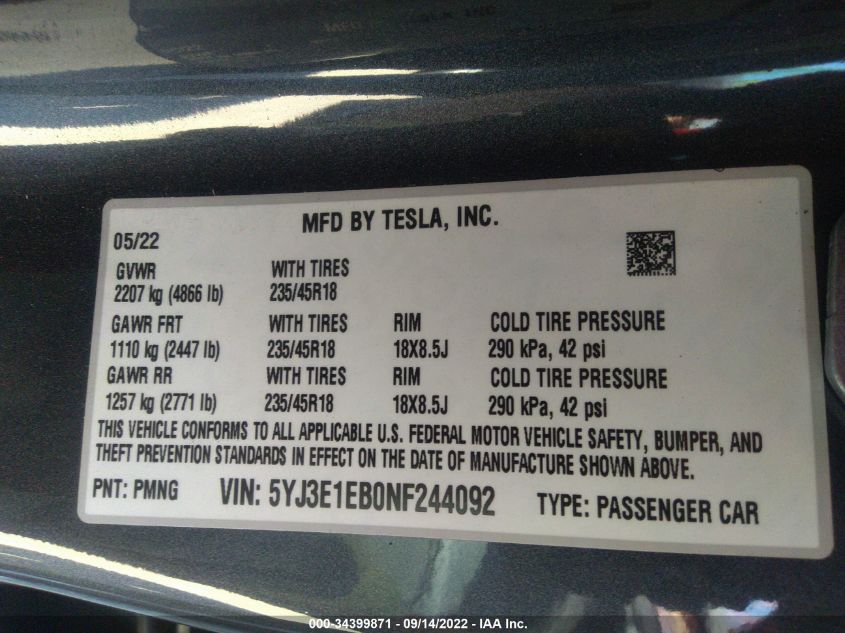 MFD BY TESLA, INC.
05/22
GVWR WITH TIRES
2207 kg (4866 lb) 235/45R18
GAWR FRT WITH TIRES RIM COLD TIRE PRESSURE
1110 kg (2447 lb) 235/45R18 18X8.5J 290 kPa, 42 psi
GAWR RR WITH TIRES RIM COLD TIRE PRESSURE
1257 kg (2771 lb) 235/45R18 18X8.5J 290 kPa, 42 psi
THIS VEHICLE CONFORMS TO ALL APPLICABLE U.S. FEDERAL MOTOR VEHICLE SAFETY, BUMPER, AND
THEFT PREVENTION STANDARDS IN EFFECT ON THE DATE OF MANUFACTURE SHOWN ABOVE.
PNT: PMNG VIN: 5YJ3E1EB0NF244092 TYPE: PASSENGER CAR
000-34399871 - 09/14/2022 - IAA Inc.